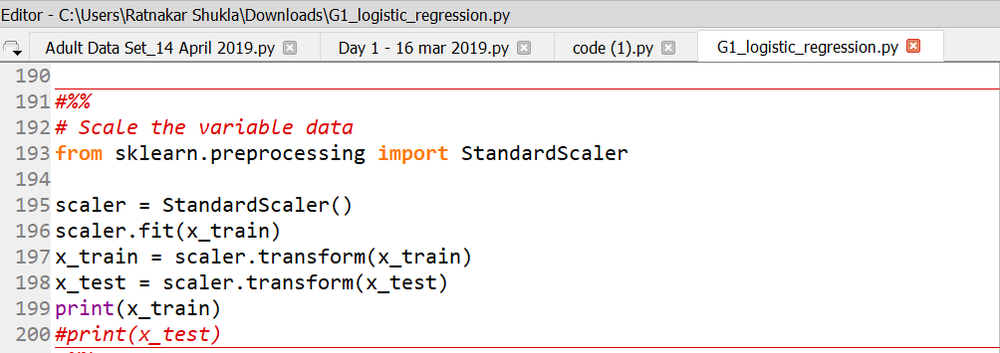 Editor - C:\Users\Ratnakar Shukla\Downloads\G1_logistic_regression.py
Adult Data Set_14 April 2019.py Day 1 - 16 mar 2019.py code (1).py G1_logistic_regression.py
190
191 #%%
192 # Scale the variable data
193 from sklearn.preprocessing import StandardScaler
194
195 scaler = StandardScaler()
196 scaler.fit(x_train)
197 x_train = scaler.transform(x_train)
198 x_test = scaler.transform(x_test)
199 print(x_train)
200 #print(x_test)